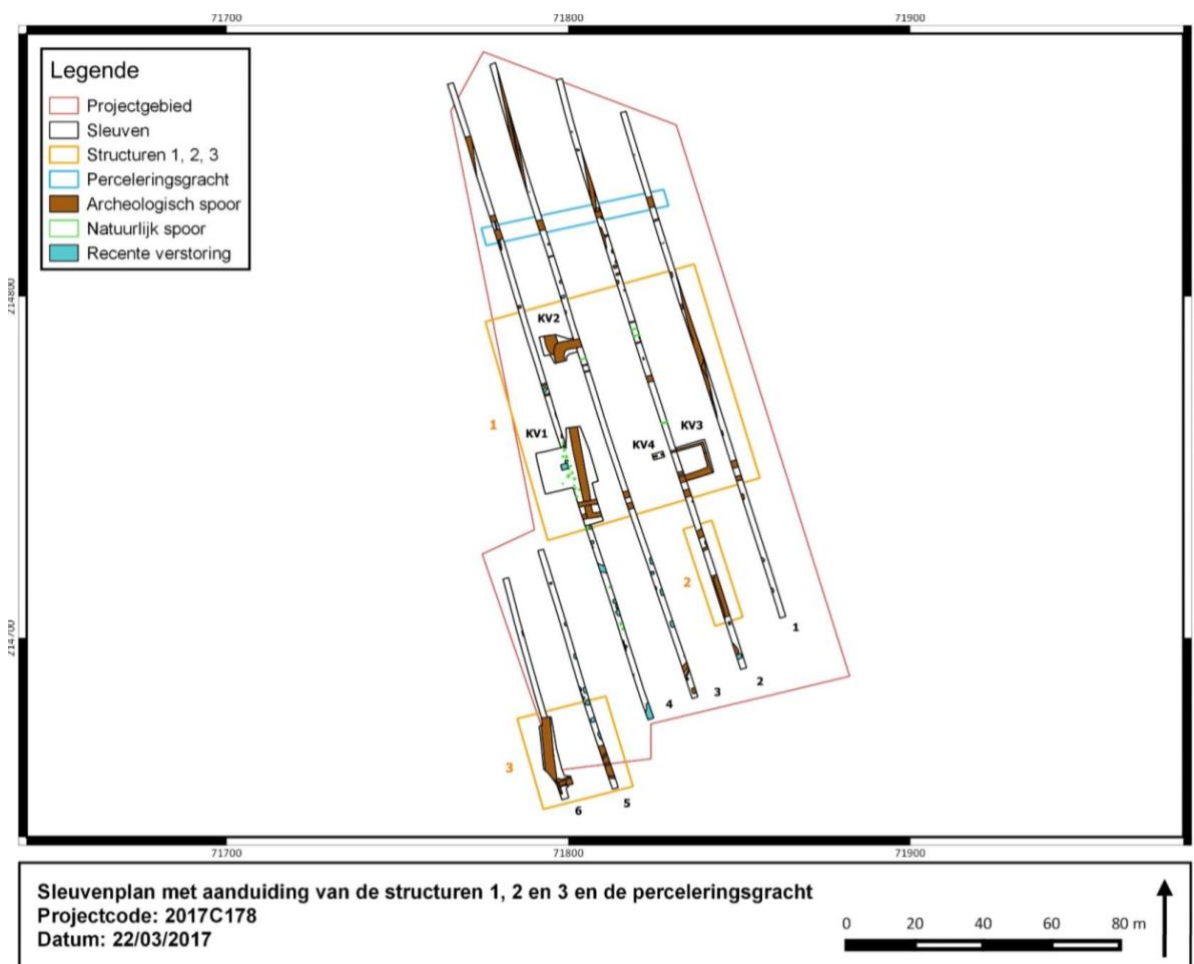 71700 71800 71900
Legende
Projectgebied
Sleuven
Structuren 1, 2, 3
Perceleringsgracht
Archeologisch spoor
Natuurlijk spoor
Recente verstoring
214800
KV2
1
KV1
KV4
KV3
2
214700
1
2
3
4
3
5
6
71700 71800 71900
Sleuvenplan met aanduiding van de structuren 1, 2 en 3 en de perceleringsgracht
Projectcode: 2017C178
Datum: 22/03/2017
0 20 40 60 80 m